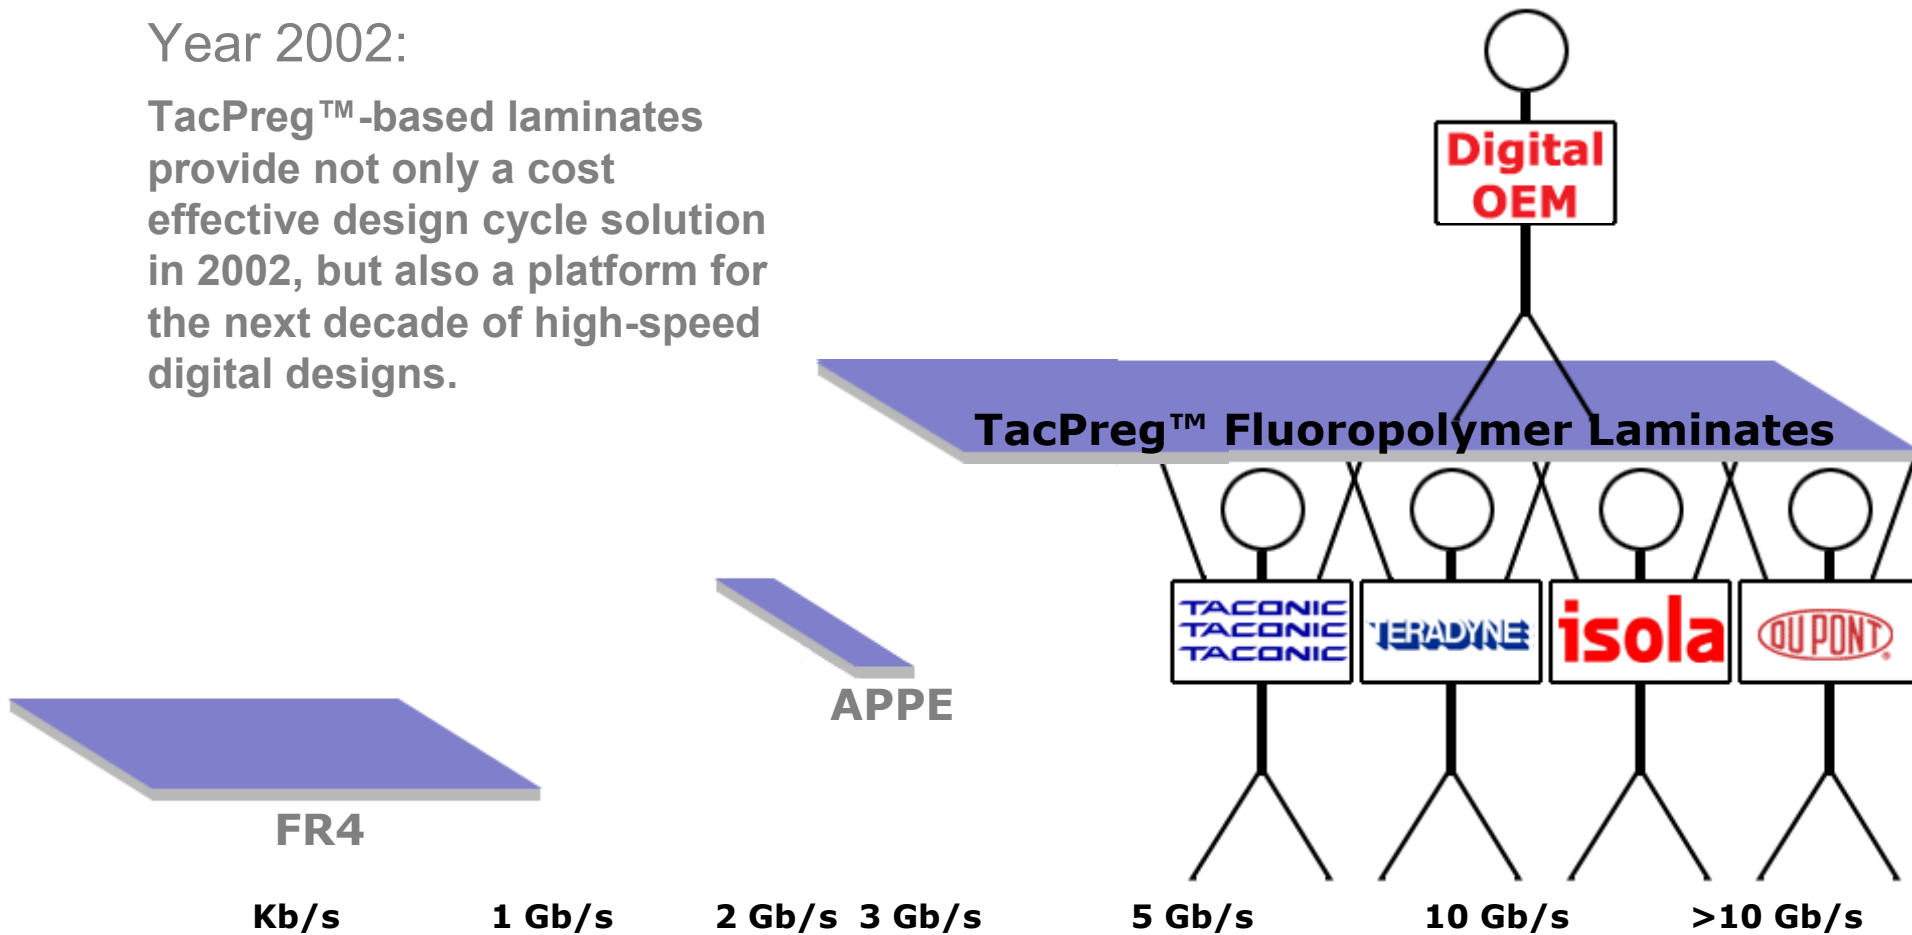 Year 2002:
TacPreg™-based laminates
provide not only a cost
effective design cycle solution
in 2002, but also a platform for
the next decade of high-speed
digital designs.
Digital
OEM
TacPreg™ Fluoropolymer Laminates
TACONIC
TACONIC
TACONIC
TERADYNE
isola
DUPONT®
APPE
FR4
Kb/s 1 Gb/s 2 Gb/s 3 Gb/s 5 Gb/s 10 Gb/s >10 Gb/s